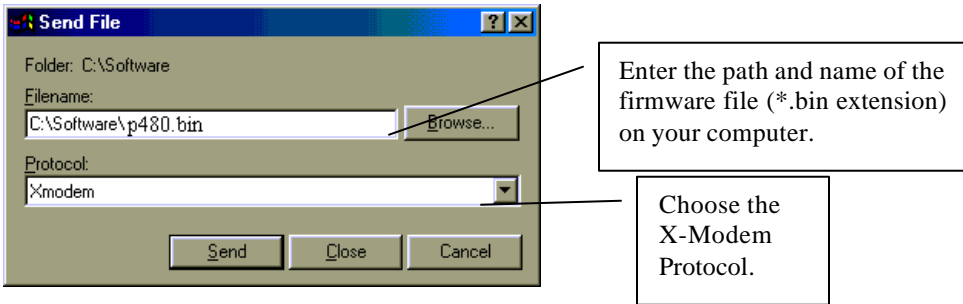 Send File
Folder: C:\Software
Filename:
C:\Software\p480.bin
Browse...
Protocol:
Xmodem
Send
Close
Cancel
Enter the path and name of the
firmware file (*.bin extension)
on your computer.
Choose the
X-Modem
Protocol.